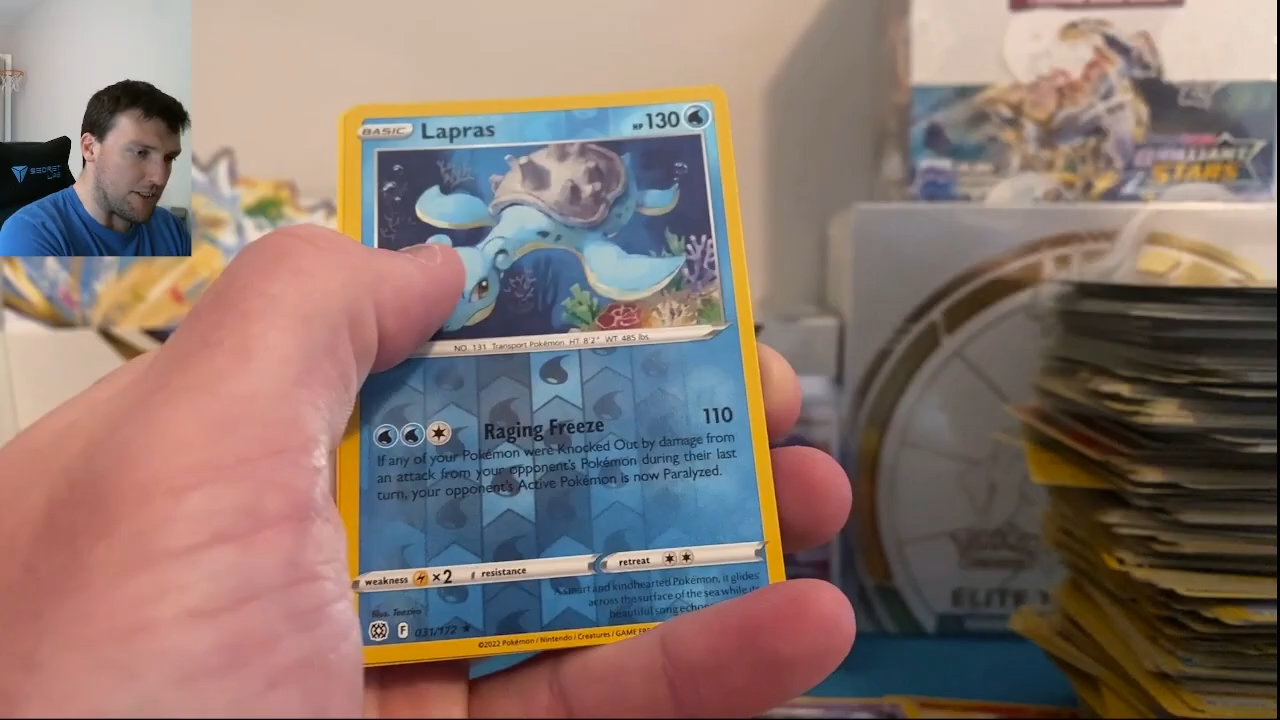 BASIC Lapras HP 130
NO. 131 Transport Pokémon HT 8'2" WT 485 lbs.
Raging Freeze 110
If any of your Pokémon were Knocked Out by damage from
an attack from your opponent's Pokémon during their last
turn, your opponent's Active Pokémon is now Paralyzed.
weakness ×2 resistance retreat
A smart and kindhearted Pokémon, it glides
across the surface of the sea while its
beautiful song echoes
Illus. Teeziro
F 031/172
©2022 Pokémon / Nintendo / Creatures / GAME FRE
SECRET
LAB
BRILLIANT
STARS
ELITE